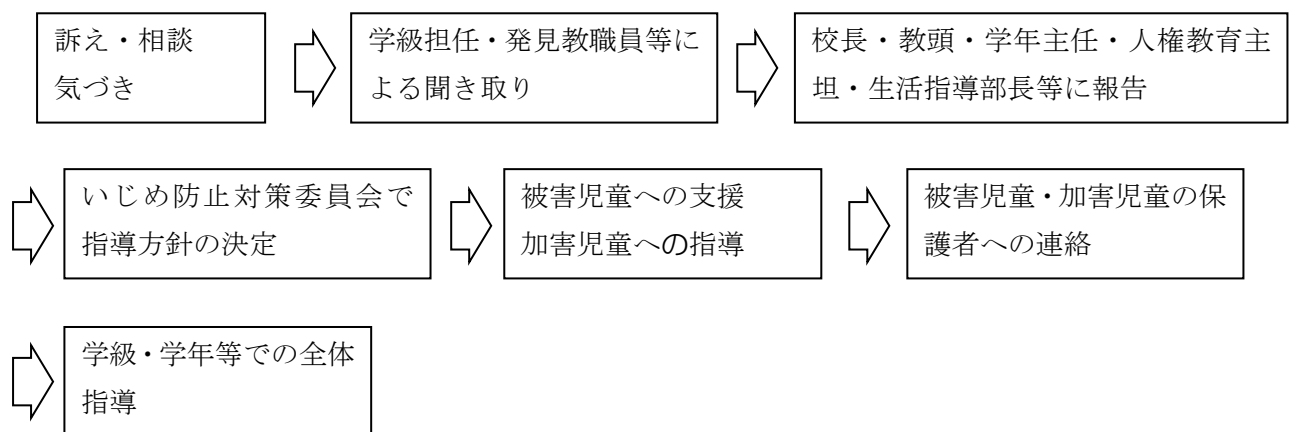 訴え・相談
気づき
学級担任・発見教職員等に
よる聞き取り
校長・教頭・学年主任・人権教育主
坦・生活指導部長等に報告
いじめ防止対策委員会で
指導方針の決定
被害児童への支援
加害児童への指導
被害児童・加害児童の保
護者への連絡
学級・学年等での全体
指導